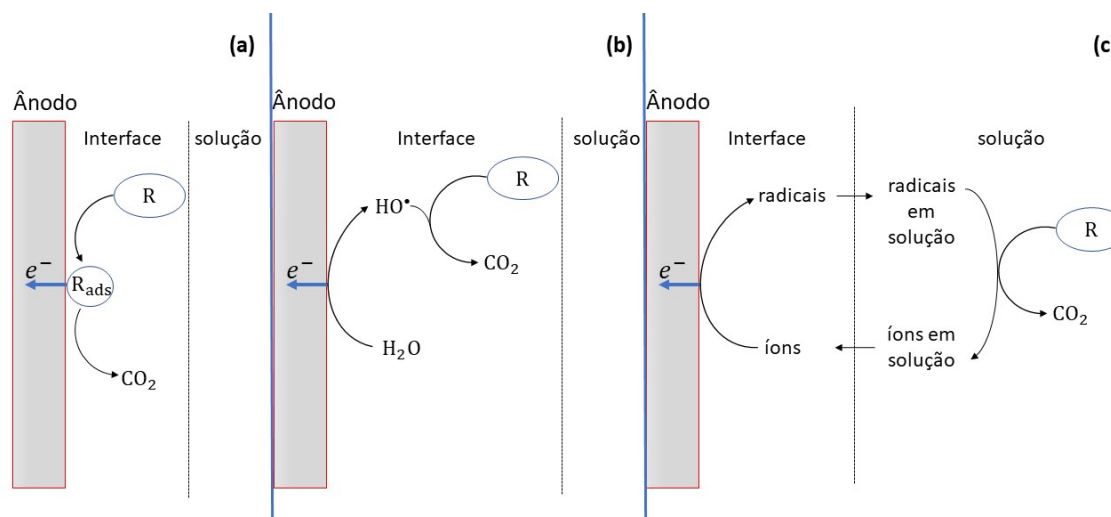 (a)
Ânodo
Interface
solução
R
e⁻
R_ads
CO₂
(b)
Ânodo
Interface
solução
R
HO•
CO₂
e⁻
H₂O
(c
Ânodo
Interface
solução
radicais
radicais
em
solução
R
e⁻
CO₂
íons
íons em
solução